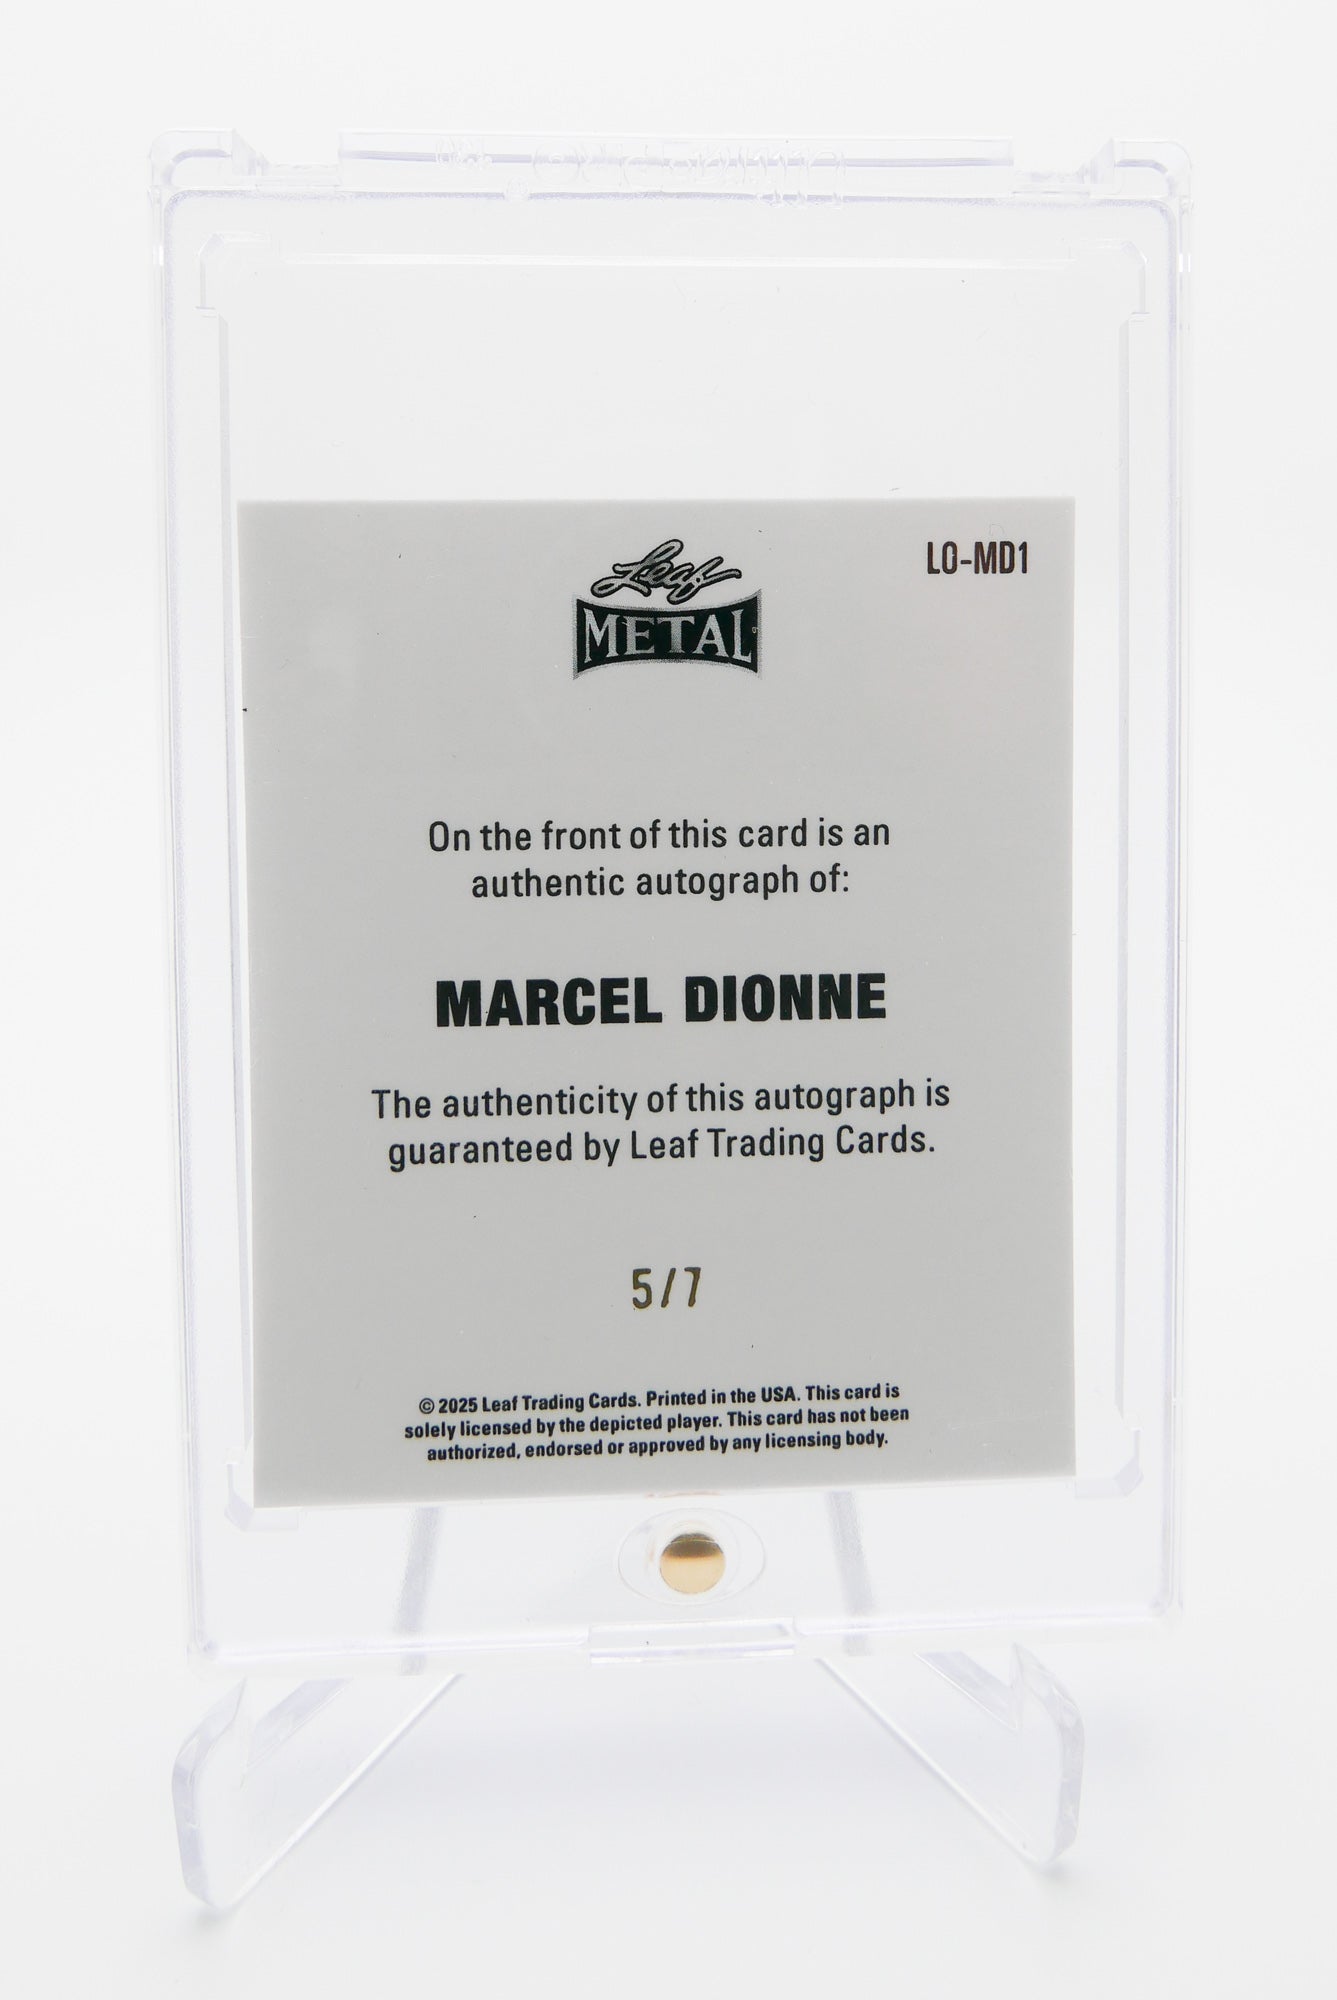 Leaf
METAL
LO-MD1
On the front of this card is an
authentic autograph of:
MARCEL DIONNE
The authenticity of this autograph is
guaranteed by Leaf Trading Cards.
5/7
© 2025 Leaf Trading Cards. Printed in the USA. This card is
solely licensed by the depicted player. This card has not been
authorized, endorsed or approved by any licensing body.